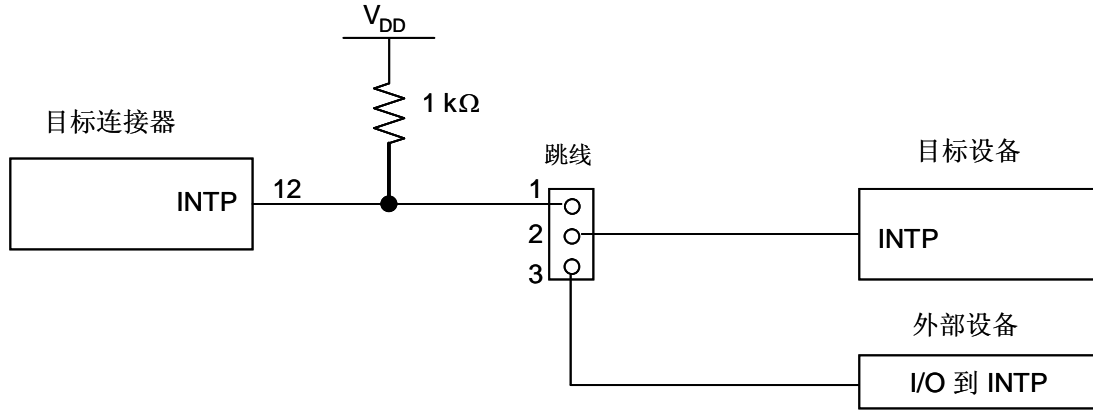 V_DD
1 kΩ
目标连接器
INTP
12
跳线
1
2
3
目标设备
INTP
外部设备
I/O 到 INTP